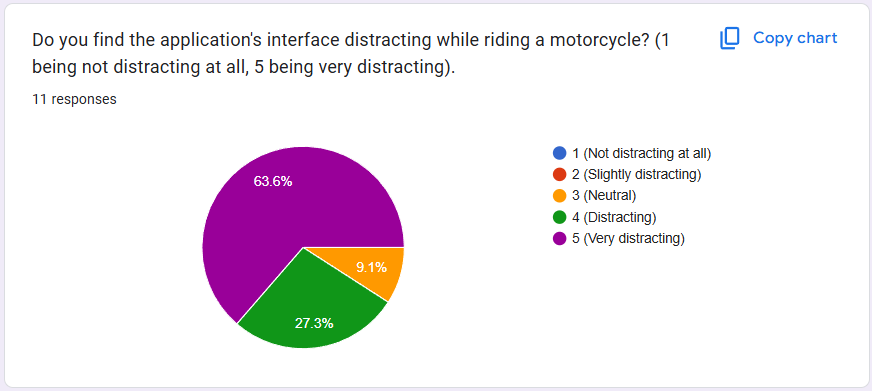 Do you find the application's interface distracting while riding a motorcycle? (1
being not distracting at all, 5 being very distracting).
Copy chart
11 responses
63.6%
9.1%
27.3%
1 (Not distracting at all)
2 (Slightly distracting)
3 (Neutral)
4 (Distracting)
5 (Very distracting)